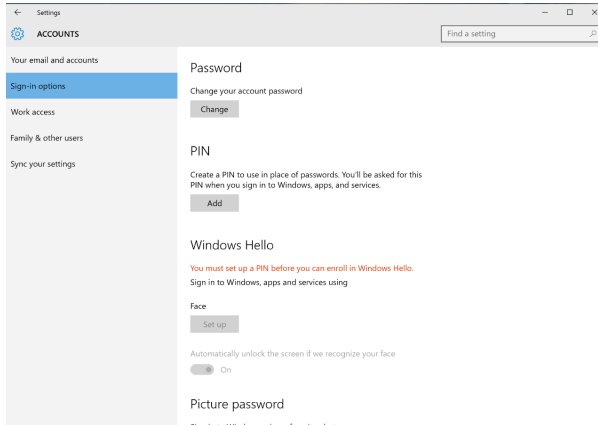 Settings
ACCOUNTS
Find a setting
Your email and accounts
Sign-in options
Work access
Family & other users
Sync your settings
Password
Change your account password
Change
PIN
Create a PIN to use in place of passwords. You'll be asked for this
PIN when you sign in to Windows, apps, and services.
Add
Windows Hello
You must set up a PIN before you can enroll in Windows Hello.
Sign in to Windows, apps and services using
Face
Set up
Automatically unlock the screen if we recognize your face
On
Picture password